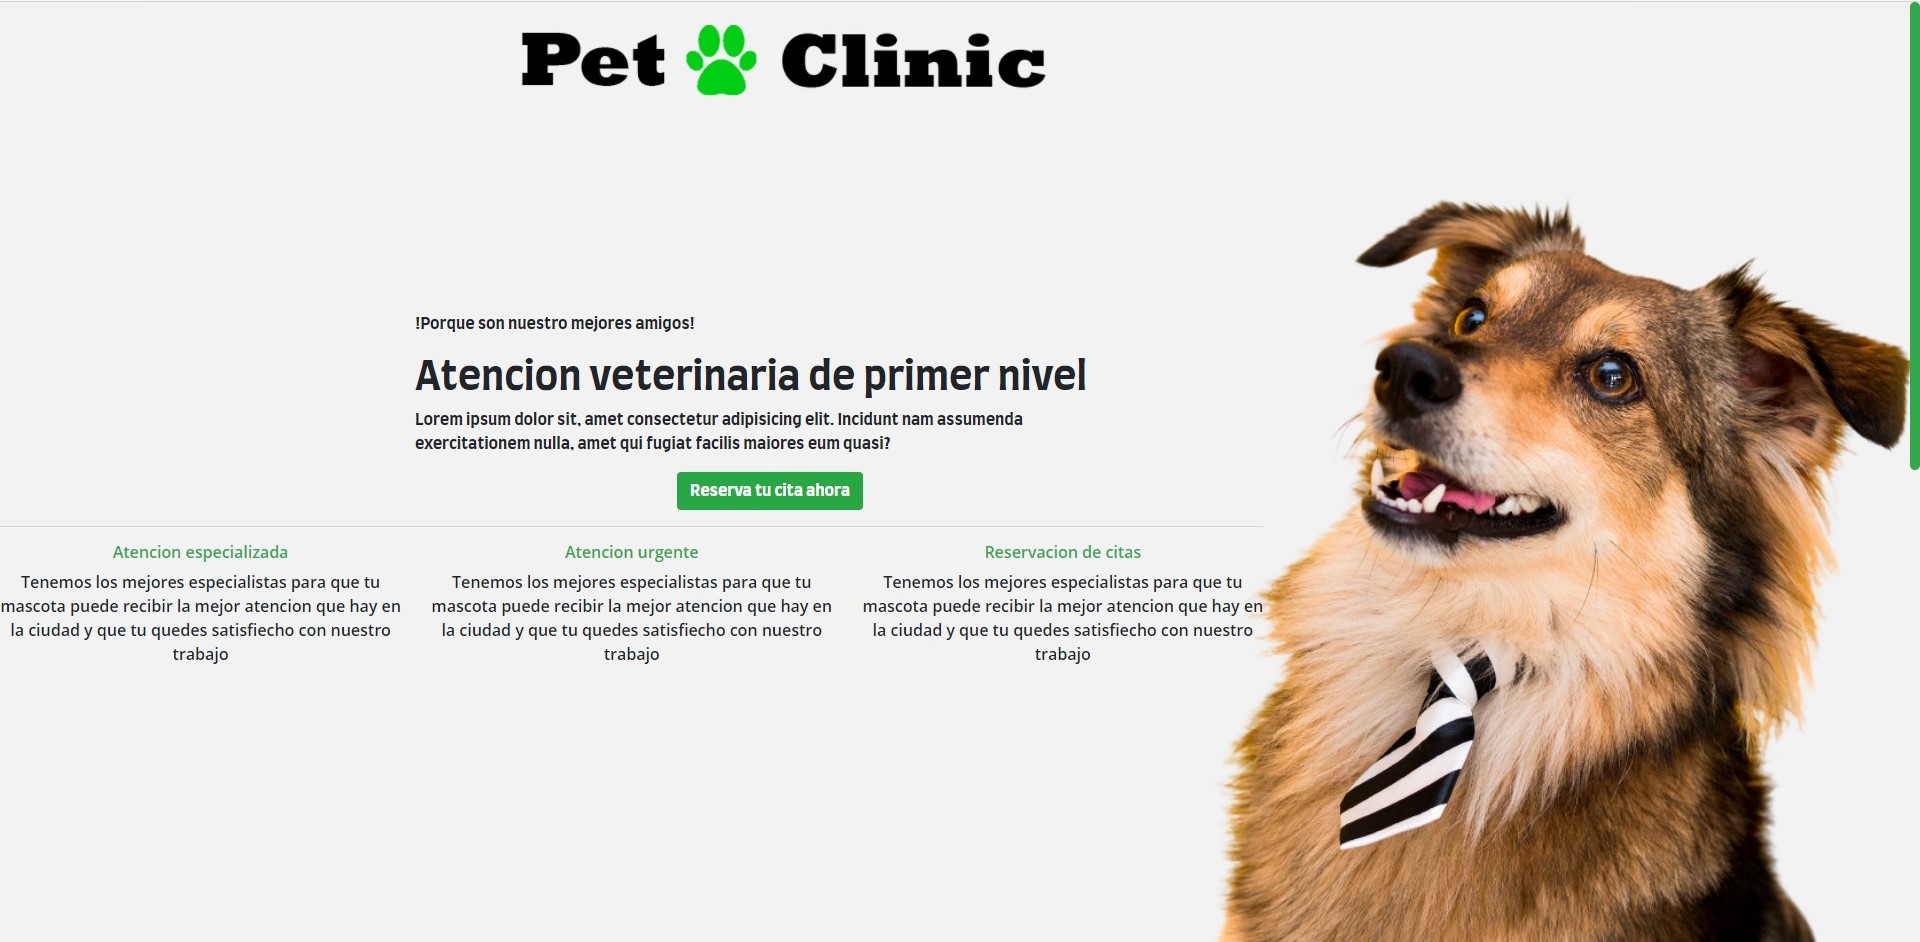 Pet Clinic
!Porque son nuestro mejores amigos!
Atencion veterinaria de primer nivel
Lorem ipsum dolor sit, amet consectetur adipisicing elit. Incidunt nam assumenda
exercitationem nulla, amet qui fugiat facilis maiores eum quasi?
Reserva tu cita ahora
Atencion especializada
Tenemos los mejores especialistas para que tu
mascota puede recibir la mejor atencion que hay en
la ciudad y que tu quedes satisfiecho con nuestro
trabajo
Atencion urgente
Tenemos los mejores especialistas para que tu
mascota puede recibir la mejor atencion que hay en
la ciudad y que tu quedes satisfiecho con nuestro
trabajo
Reservacion de citas
Tenemos los mejores especialistas para que tu
mascota puede recibir la mejor atencion que hay en
la ciudad y que tu quedes satisfiecho con nuestro
trabajo